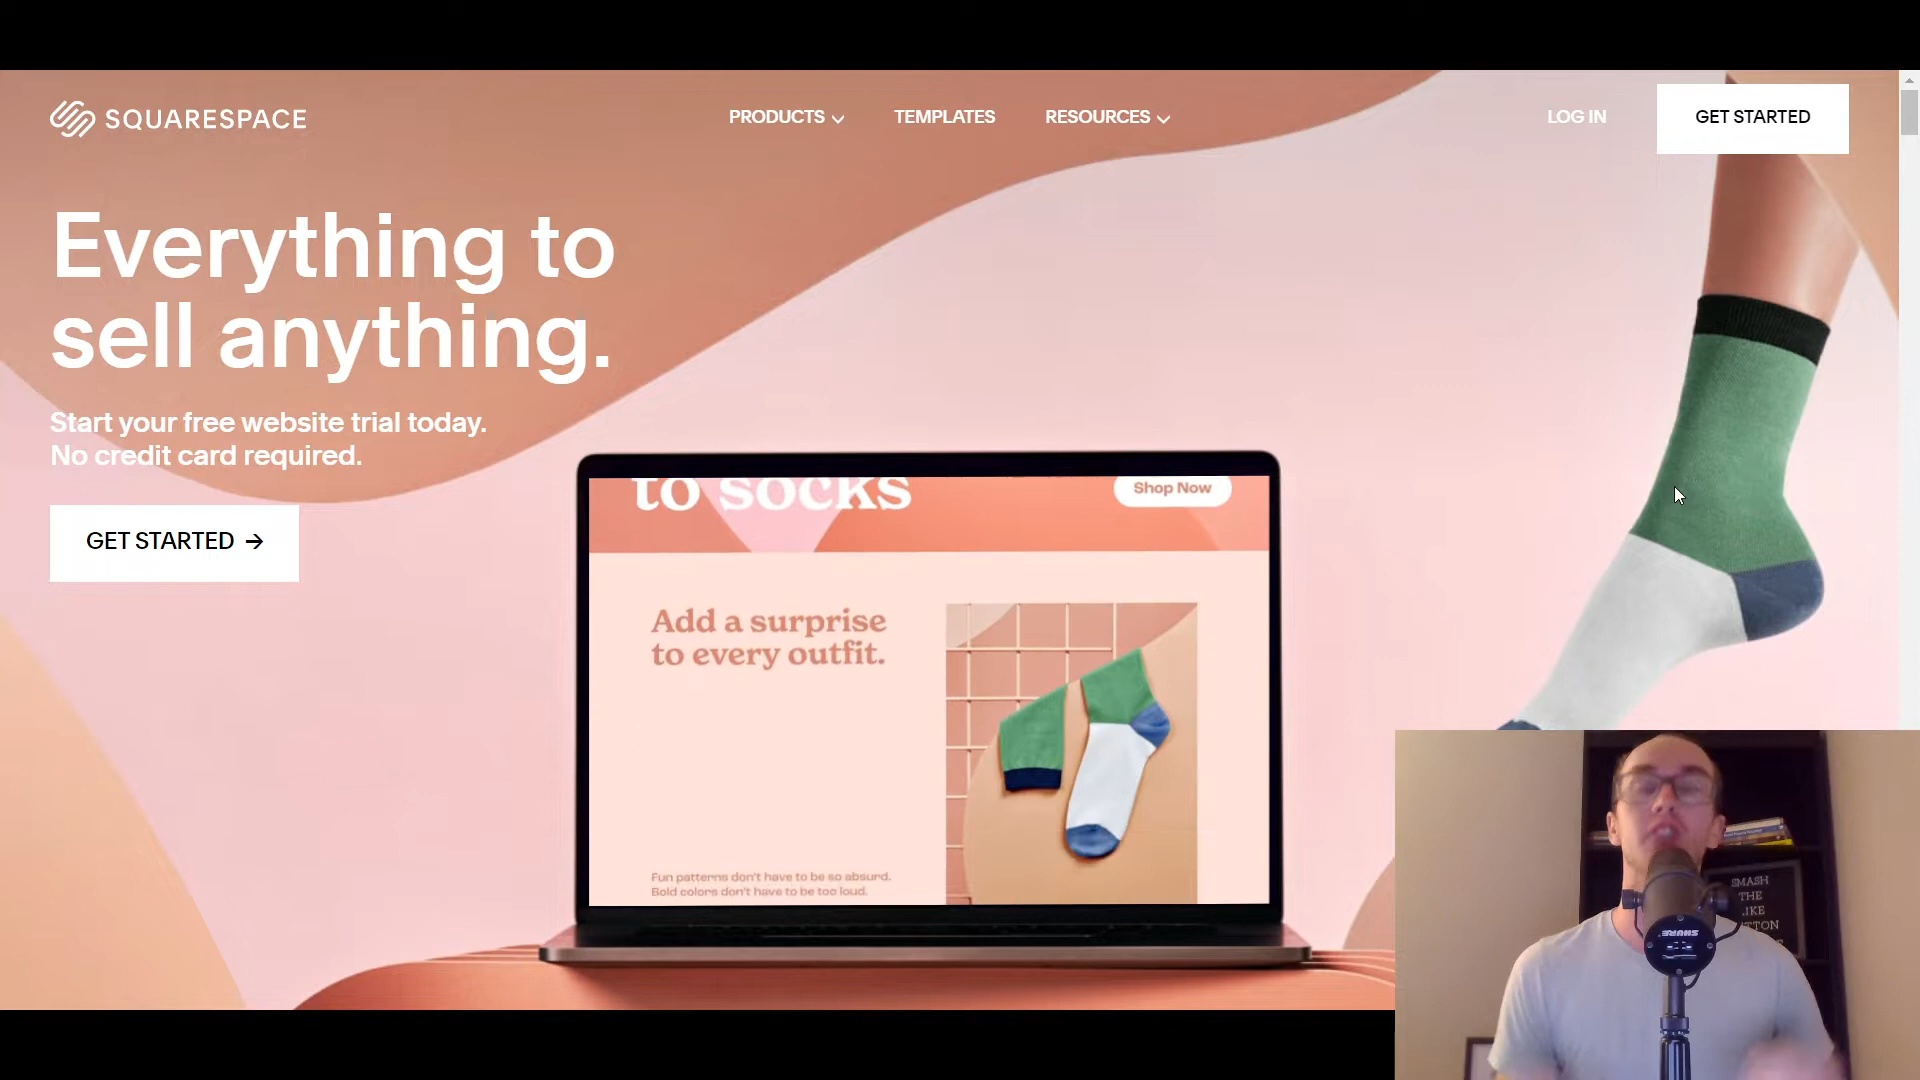 SQUARESPACE
PRODUCTS
TEMPLATES
RESOURCES
LOG IN
GET STARTED
Everything to
sell anything.
Start your free website trial today.
No credit card required.
GET STARTED →
to socks
Shop Now
Add a surprise
to every outfit.
Fun patterns don't have to be so absurd.
Bold colors don't have to be too loud.
SMASH
THE
LIKE
SHURE